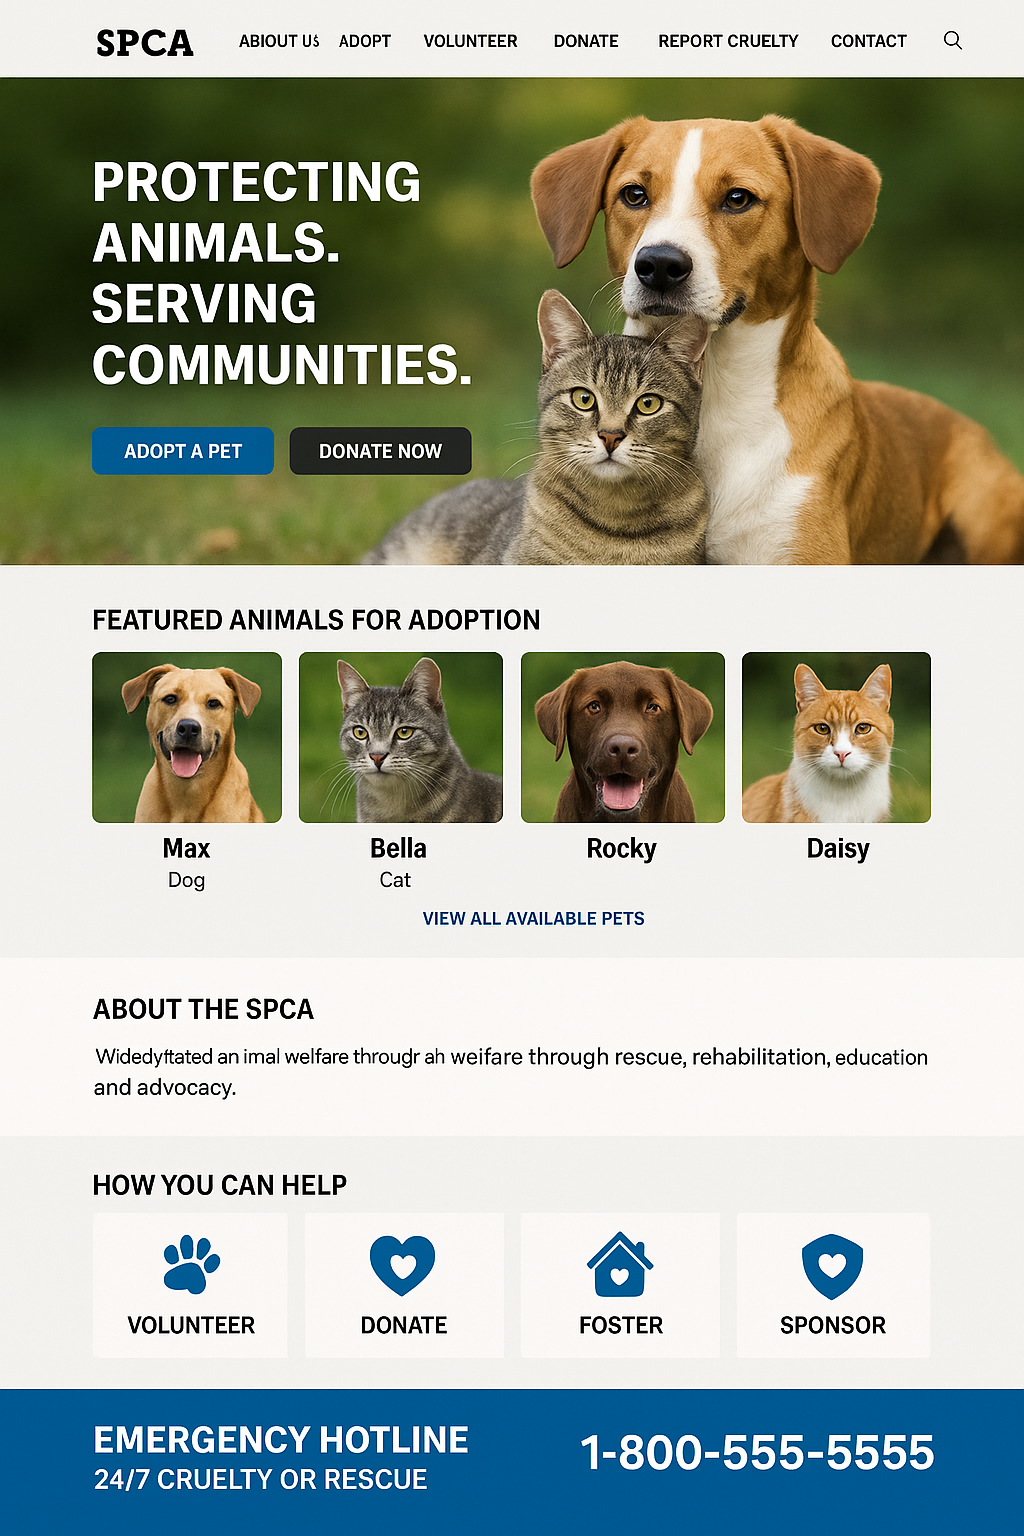 SPCA
ABIOUT US
ADOPT
VOLUNTEER
DONATE
REPORT CRUELTY
CONTACT
PROTECTING
ANIMALS.
SERVING
COMMUNITIES.
ADOPT A PET
DONATE NOW
FEATURED ANIMALS FOR ADOPTION
Max
Dog
Bella
Cat
Rocky
Daisy
VIEW ALL AVAILABLE PETS
ABOUT THE SPCA
Widedyftated an imal welfare througr ah weifare through rescue, rehabilitation, education
and advocacy.
HOW YOU CAN HELP
VOLUNTEER
DONATE
FOSTER
SPONSOR
EMERGENCY HOTLINE
24/7 CRUELTY OR RESCUE
1-800-555-5555